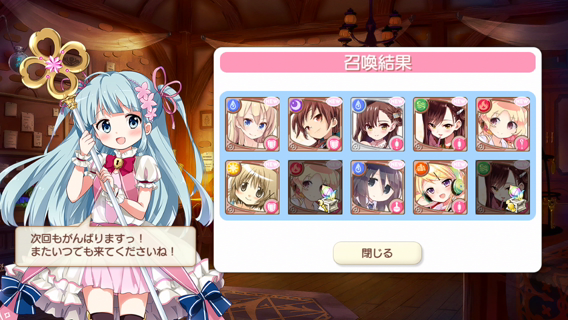 召喚結果
次回もがんばりますっ！
またいつでも来てくださいね！
閉じる